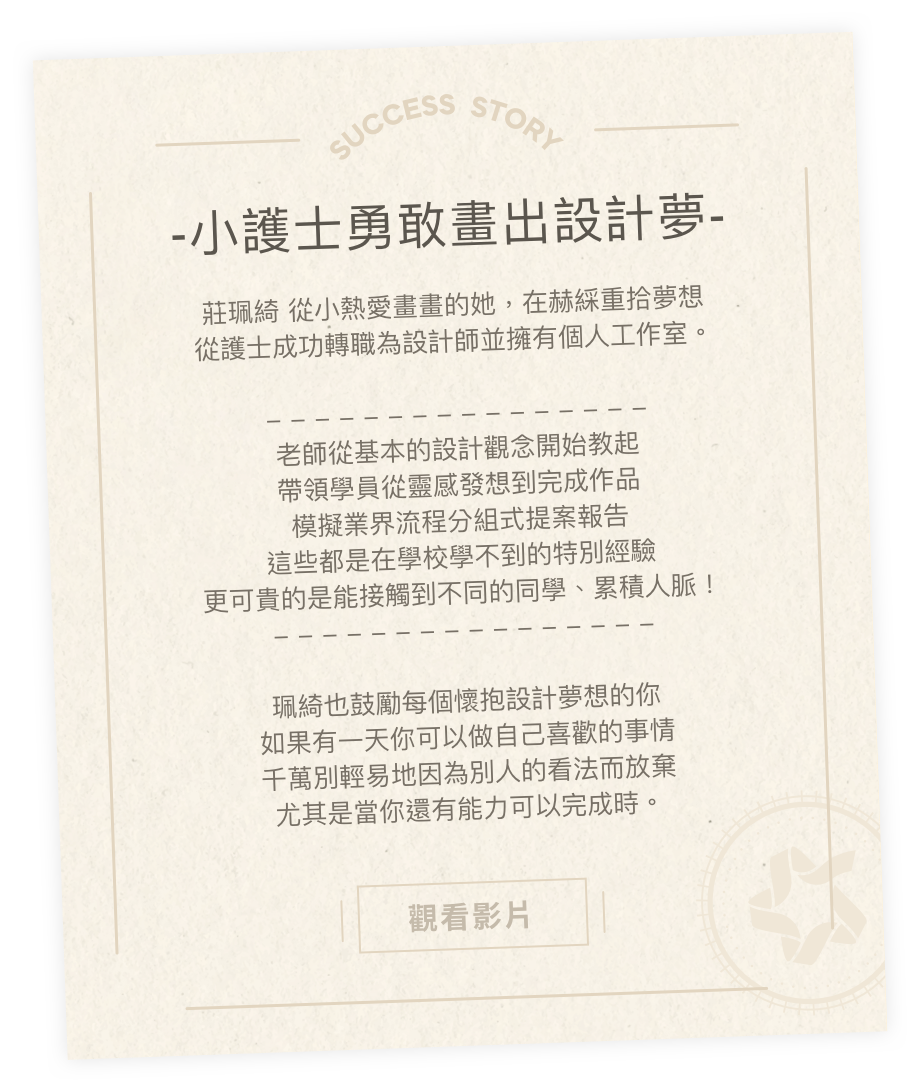 SUCCESS STORY
-小護士勇敢畫出設計夢-
莊珮綺 從小熱愛畫畫的她，在赫綵重拾夢想
從護士成功轉職為設計師並擁有個人工作室。
老師從基本的設計觀念開始教起
帶領學員從靈感發想到完成作品
模擬業界流程分組式提案報告
這些都是在學校學不到的特別經驗
更可貴的是能接觸到不同的同學、累積人脈！
珮綺也鼓勵每個懷抱設計夢想的你
如果有一天你可以做自己喜歡的事情
千萬別輕易地因為別人的看法而放棄
尤其是當你還有能力可以完成時。
觀看影片